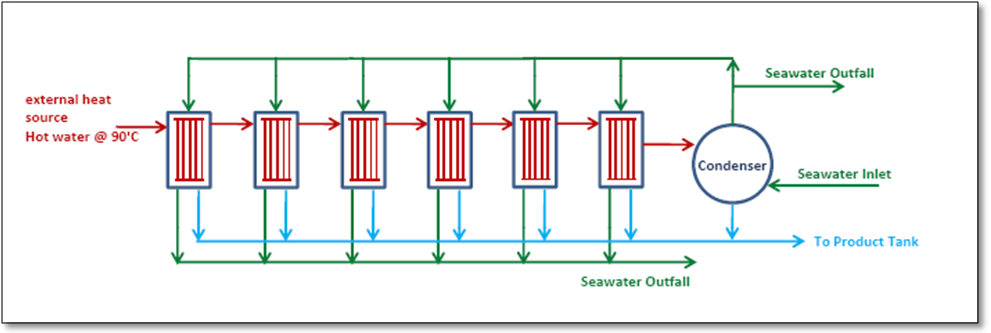 Seawater Outfall
external heat
source
Hot water @ 90'C
Condenser
Seawater Inlet
To Product Tank
Seawater Outfall